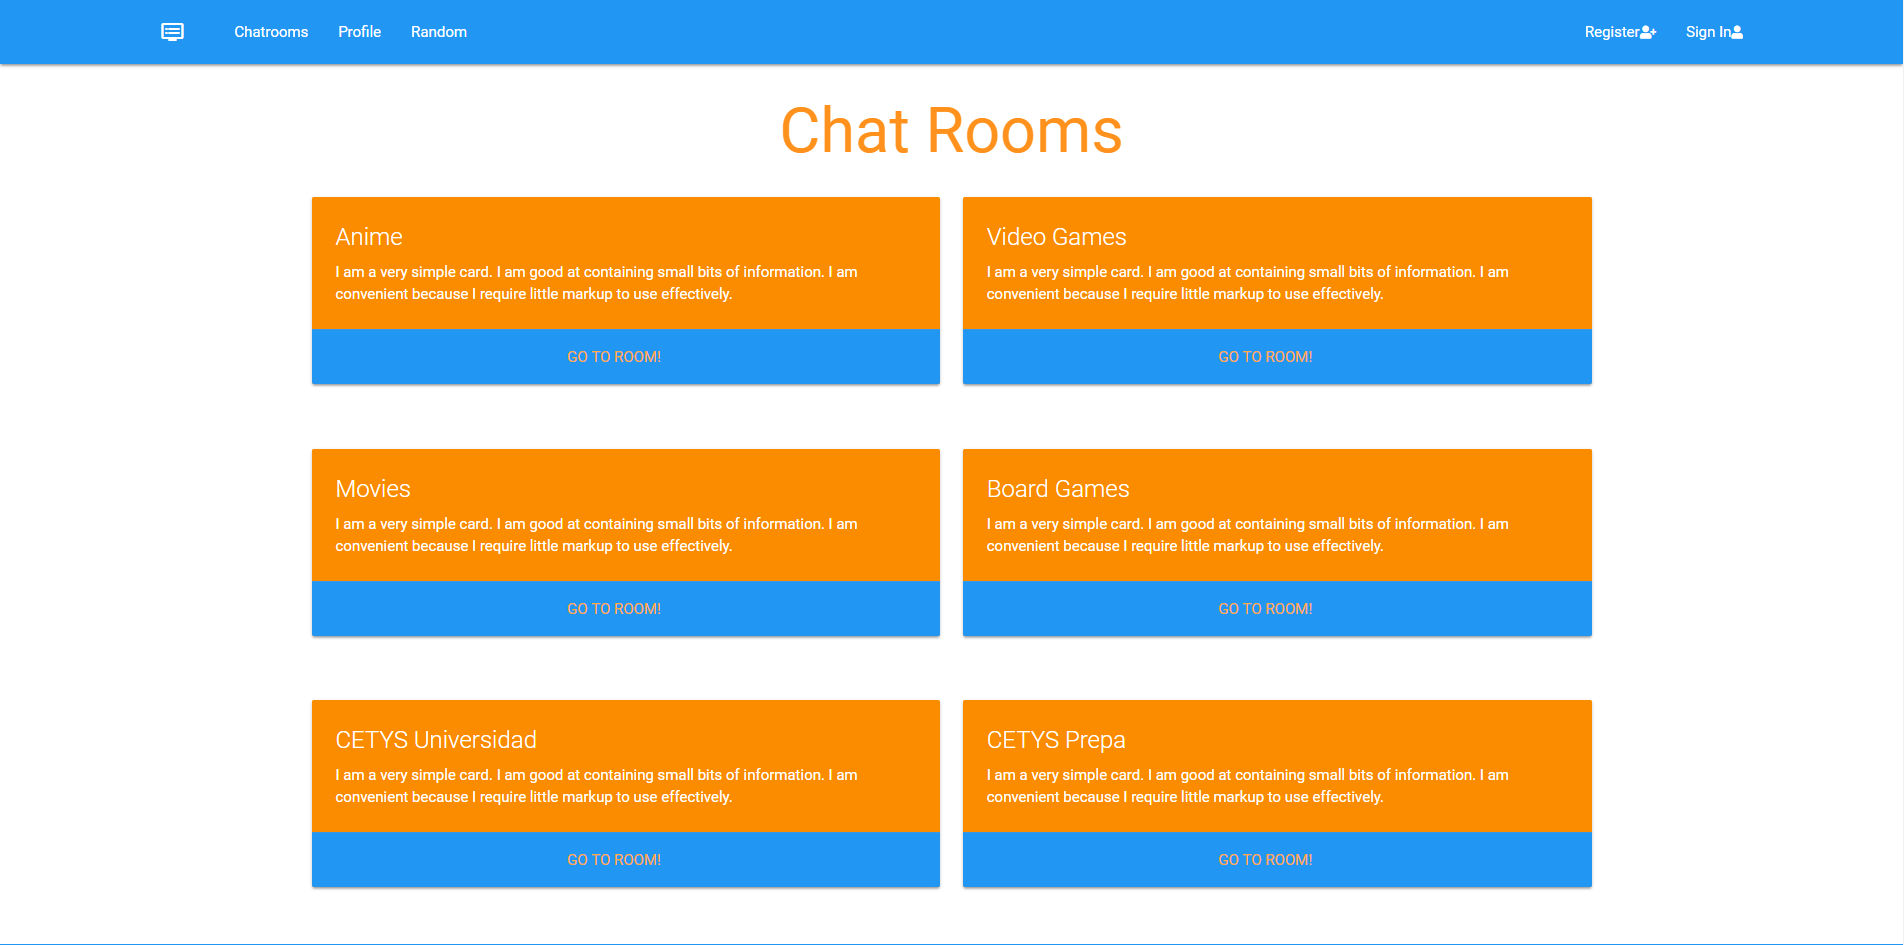 Chatrooms Profile Random Register Sign In
Chat Rooms
Anime
I am a very simple card. I am good at containing small bits of information. I am
convenient because I require little markup to use effectively.
GO TO ROOM!
Video Games
I am a very simple card. I am good at containing small bits of information. I am
convenient because I require little markup to use effectively.
GO TO ROOM!
Movies
I am a very simple card. I am good at containing small bits of information. I am
convenient because I require little markup to use effectively.
GO TO ROOM!
Board Games
I am a very simple card. I am good at containing small bits of information. I am
convenient because I require little markup to use effectively.
GO TO ROOM!
CETYS Universidad
I am a very simple card. I am good at containing small bits of information. I am
convenient because I require little markup to use effectively.
GO TO ROOM!
CETYS Prepa
I am a very simple card. I am good at containing small bits of information. I am
convenient because I require little markup to use effectively.
GO TO ROOM!